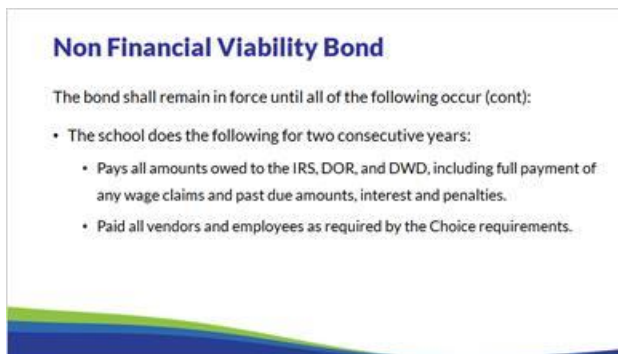 Non Financial Viability Bond
The bond shall remain in force until all of the following occur (cont):
• The school does the following for two consecutive years:
• Pays all amounts owed to the IRS, DOR, and DWD, including full payment of
any wage claims and past due amounts, interest and penalties.
• Paid all vendors and employees as required by the Choice requirements.